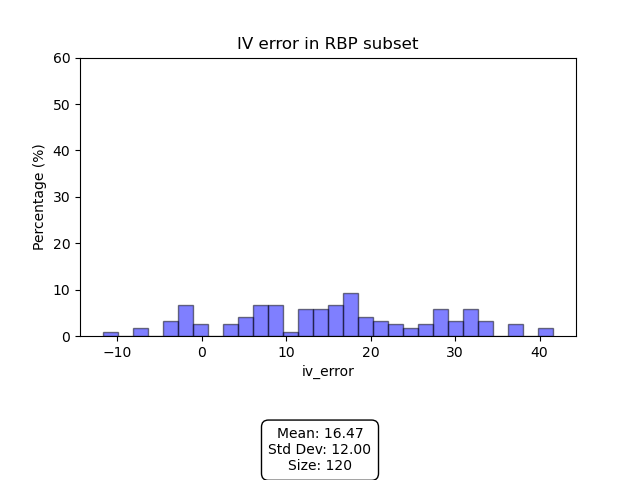 IV error in RBP subset
60
50
40
30
20
10
0
Percentage (%)
−10
0
10
20
30
40
iv_error
Mean: 16.47
Std Dev: 12.00
Size: 120